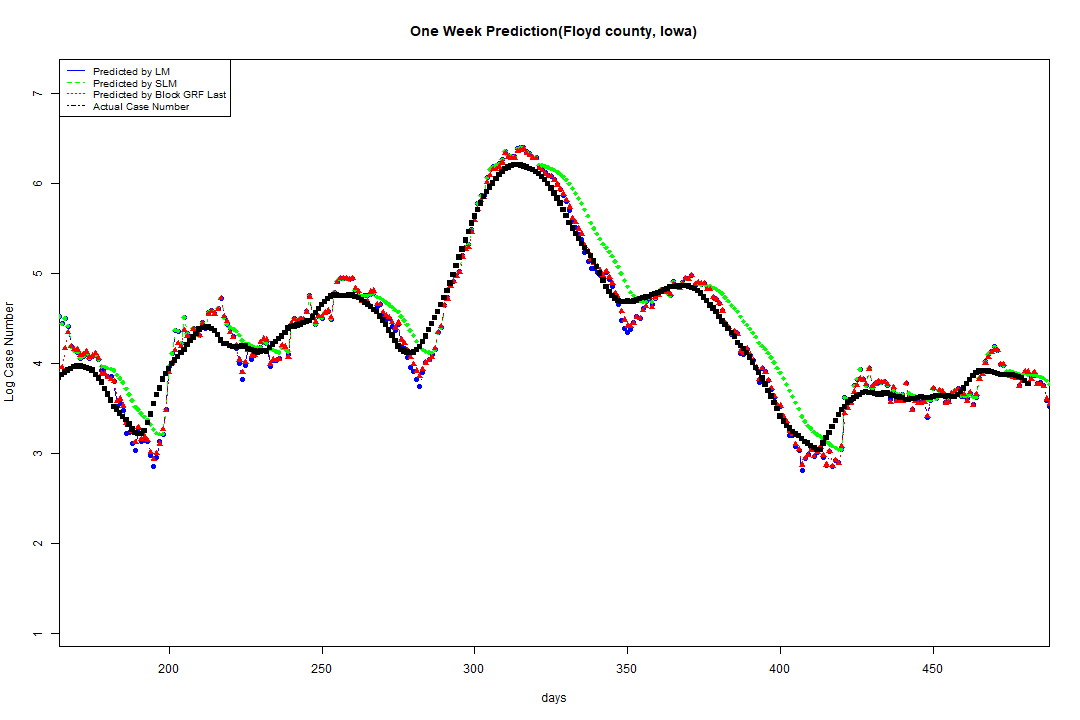 One Week Prediction(Floyd county, Iowa)
Predicted by LM
Predicted by SLM
Predicted by Block GRF Last
Actual Case Number
Log Case Number
7
6
5
4
3
2
1
200 250 300 350 400 450
days